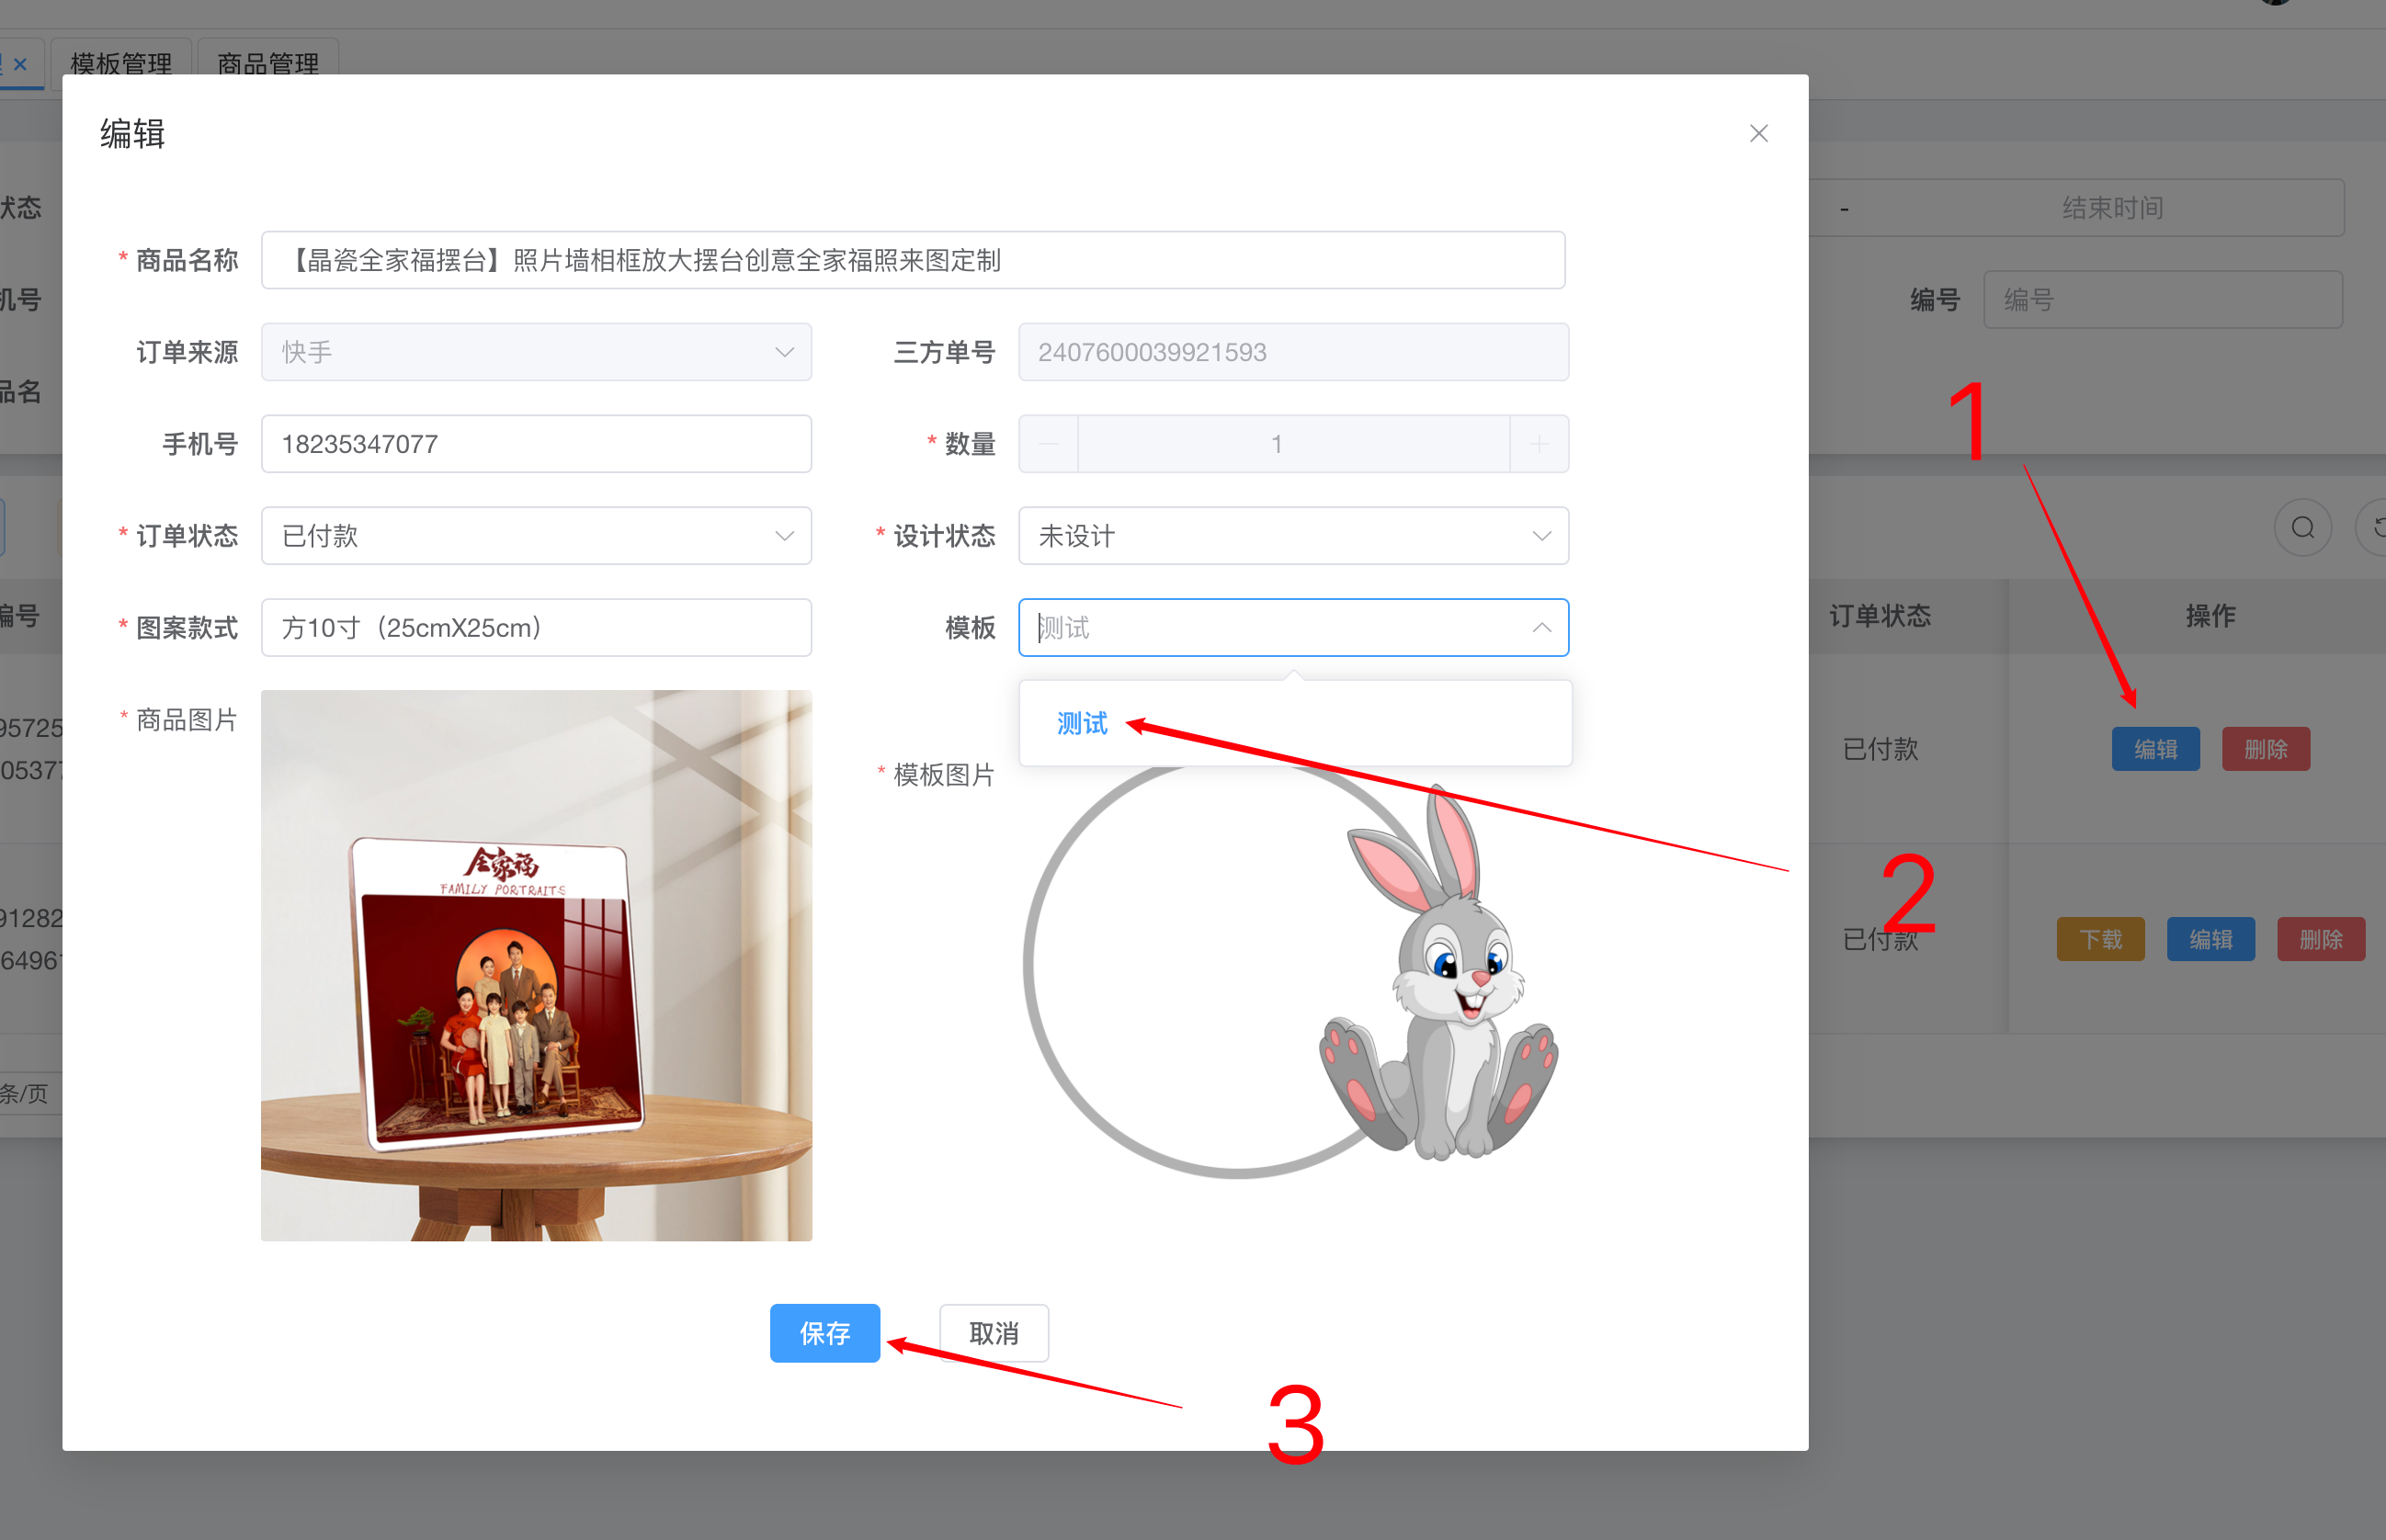 模板管理 商品管理
编辑
状态
- 结束时间
* 商品名称 【晶瓷全家福摆台】照片墙相框放大摆台创意全家福照来图定制
机号
编号 编号
订单来源 快手 三方单号 2407600039921593
品名
1
手机号 18235347077 * 数量 1
* 订单状态 已付款 * 设计状态 未设计
编号
订单状态 操作
* 图案款式 方10寸（25cmX25cm） 模板 测试
测试
* 商品图片
95725
05377
已付款 编辑 删除
* 模板图片
全家福
FAMILY PORTRAITS
2
91282
64961
已付款 下载 编辑 删除
条/页
保存 取消
3